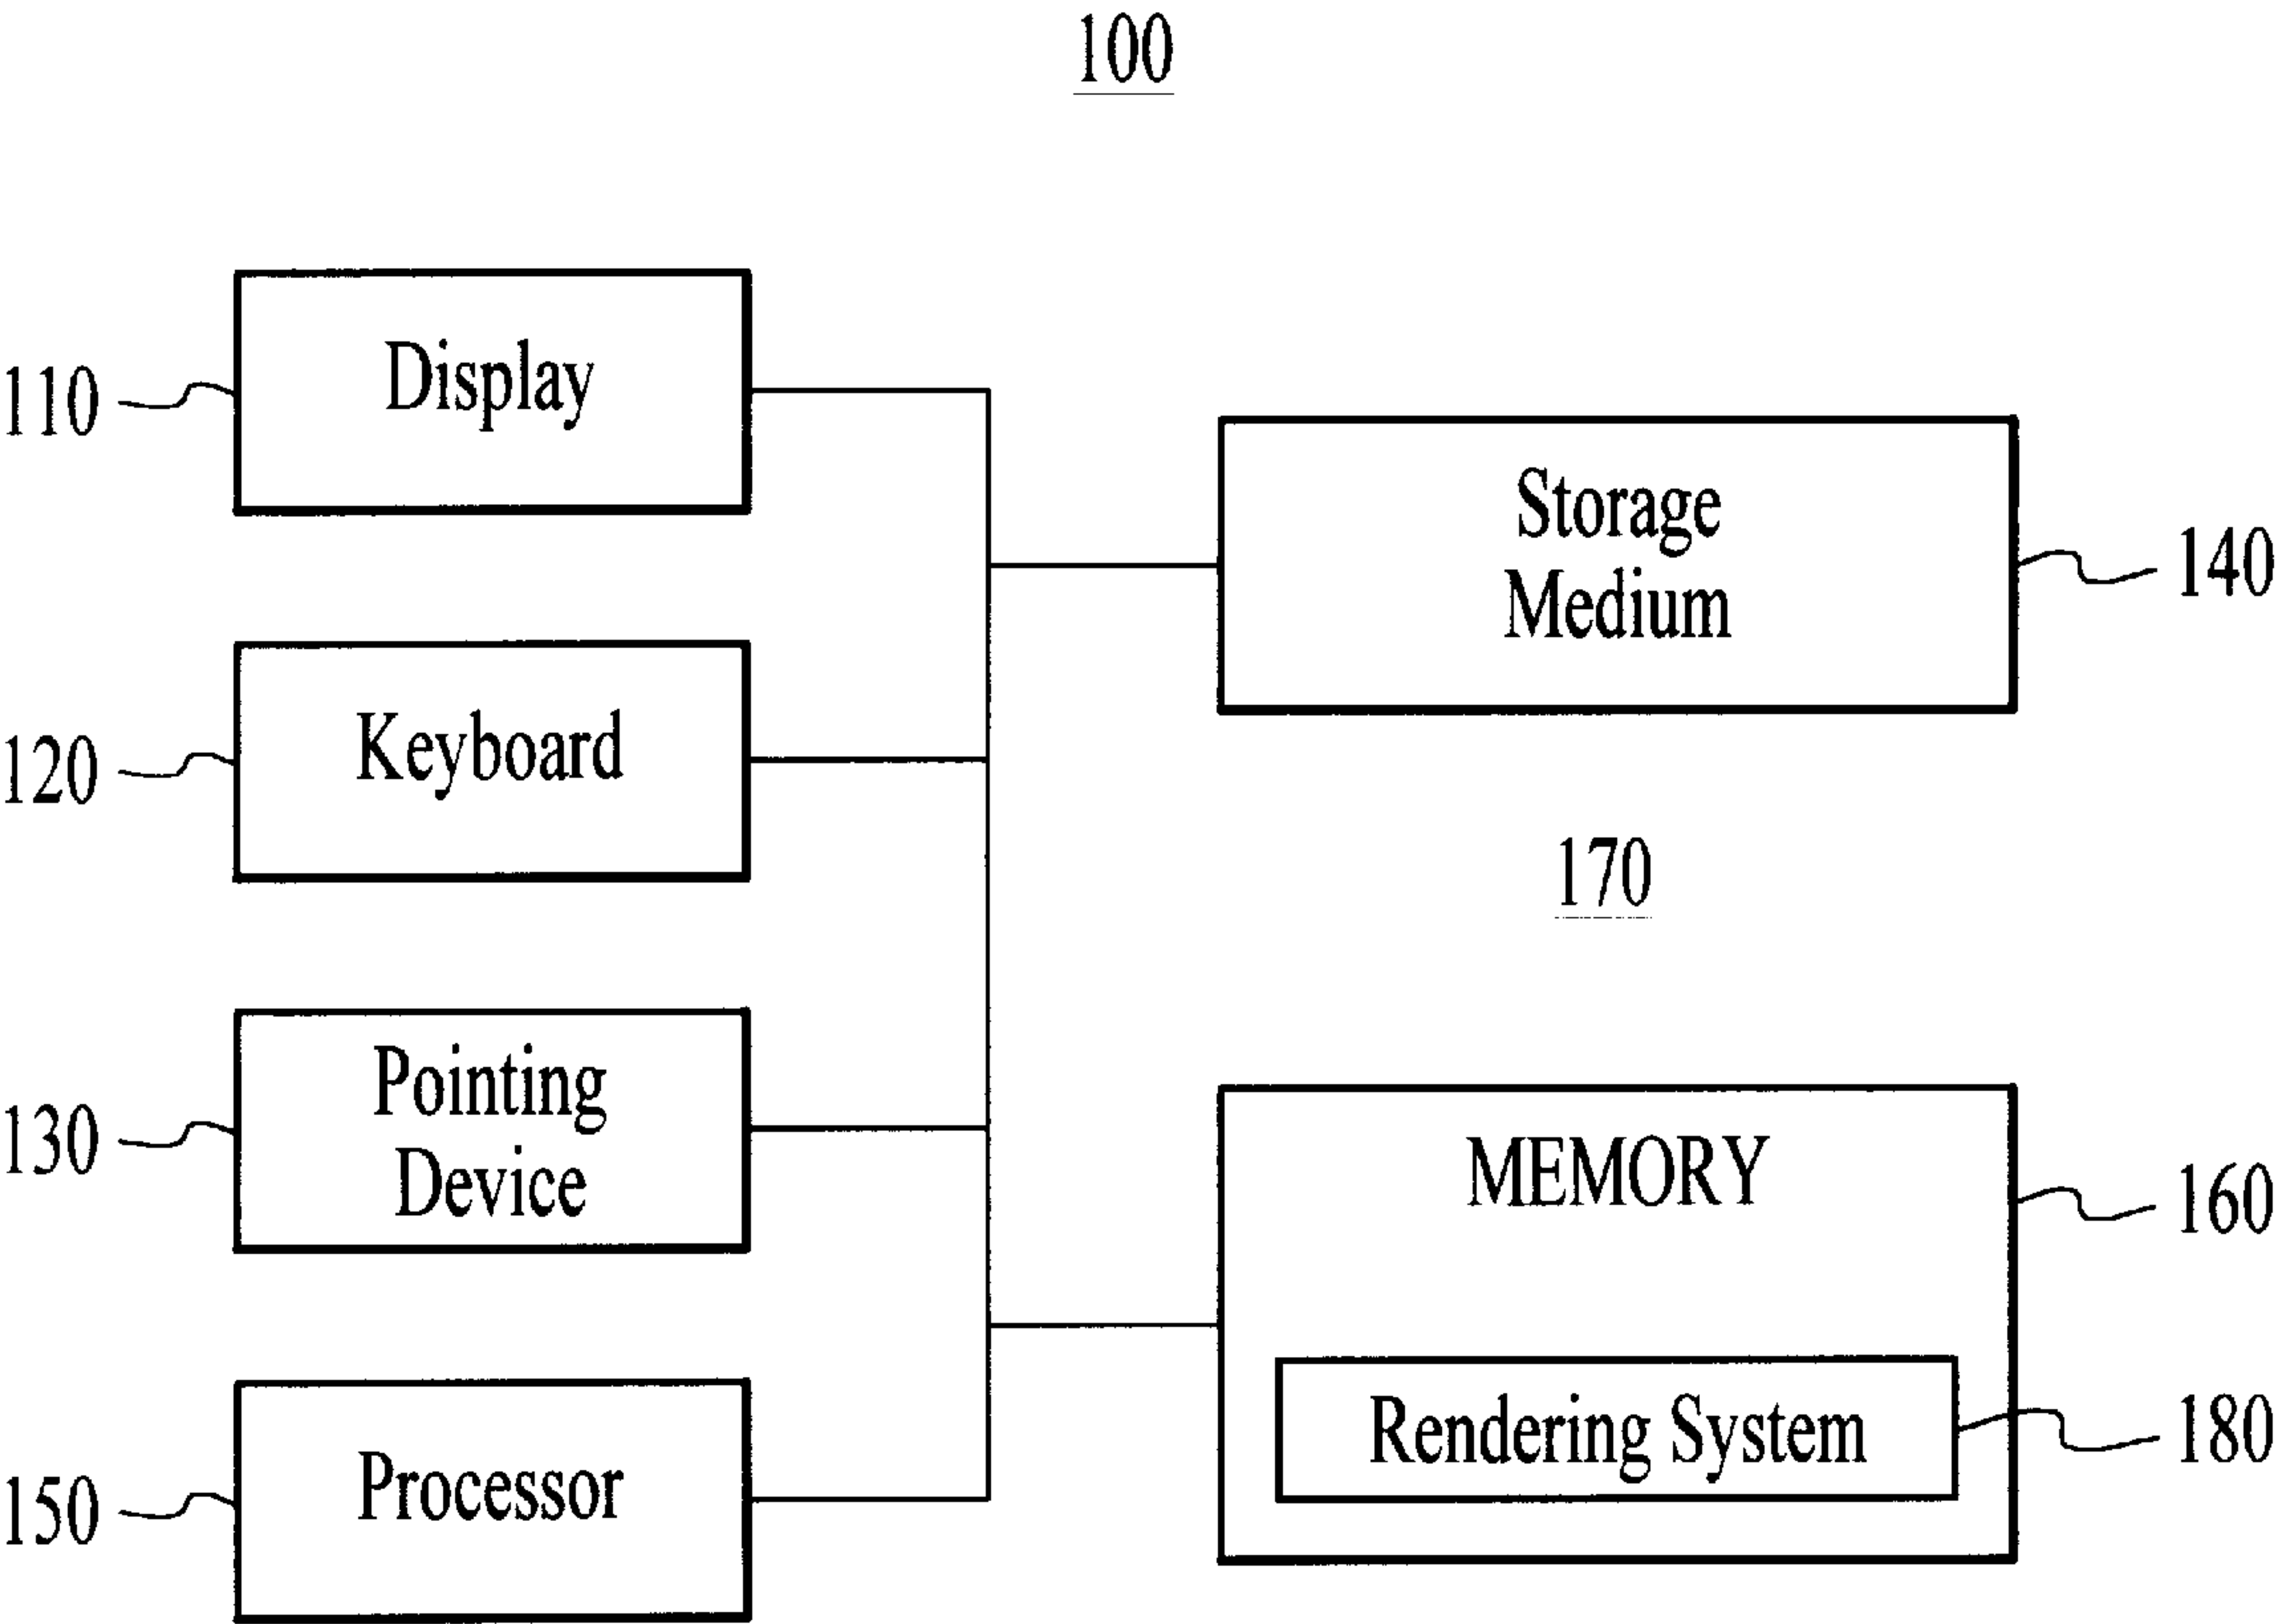 100
110
Display
Storage
Medium
140
120
Keyboard
170
130
Pointing
Device
MEMORY
160
Rendering System
180
150
Processor